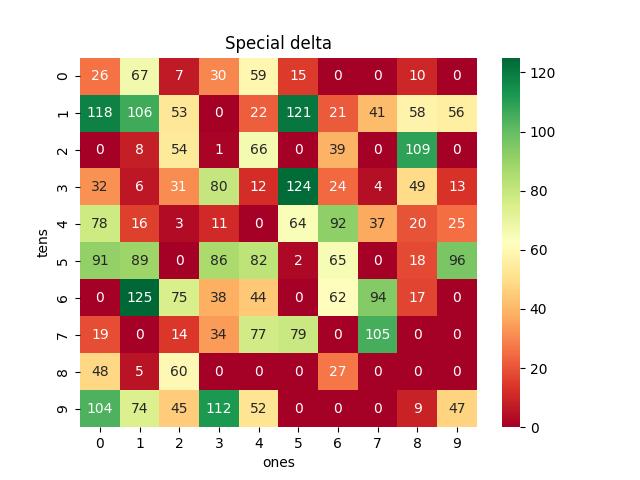 Special delta
0 26 67 7 30 59 15 0 0 10 0
1 118 106 53 0 22 121 21 41 58 56
2 0 8 54 1 66 0 39 0 109 0
3 32 6 31 80 12 124 24 4 49 13
4 78 16 3 11 0 64 92 37 20 25
5 91 89 0 86 82 2 65 0 18 96
6 0 125 75 38 44 0 62 94 17 0
7 19 0 14 34 77 79 0 105 0 0
8 48 5 60 0 0 0 27 0 0 0
9 104 74 45 112 52 0 0 0 9 47
0 1 2 3 4 5 6 7 8 9
ones
tens
120
100
80
60
40
20
0